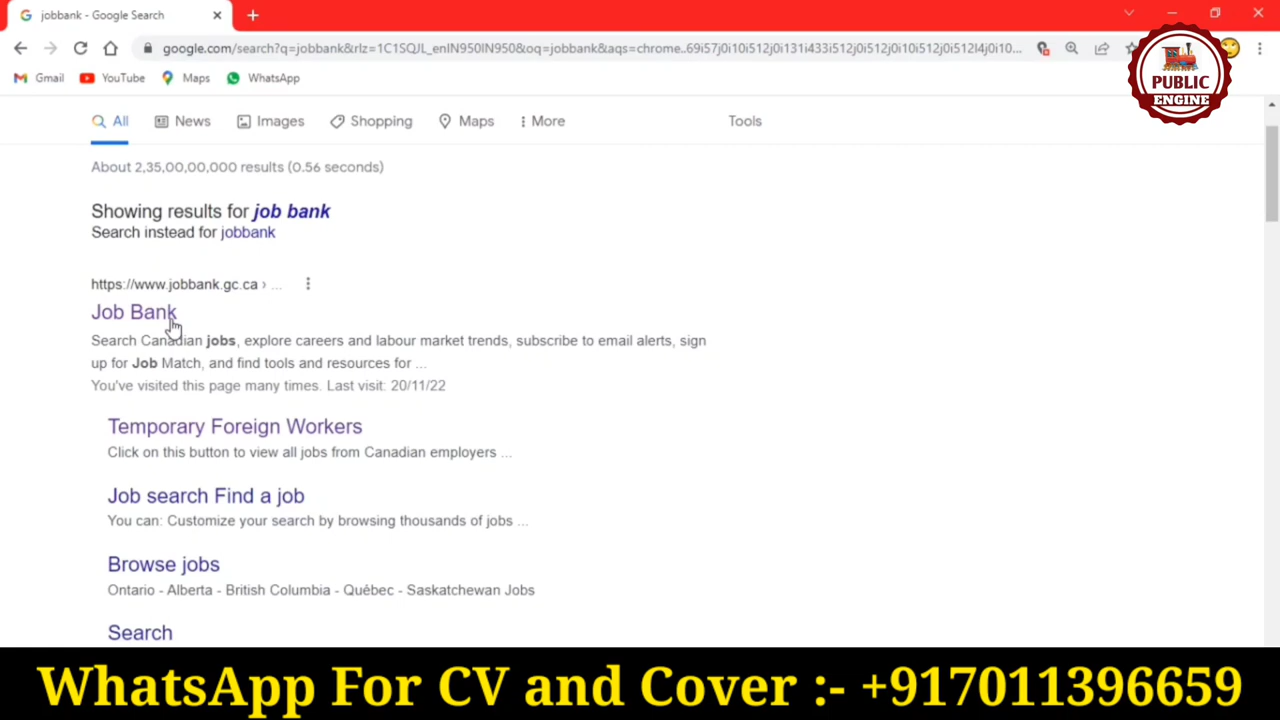 jobbank - Google Search
google.com/search?q=jobbank&rlz=1C1SQJL_enIN950IN950&oq=jobbank&aqs=chrome..69i57j0i10i512j0i131i433i512j0i512j0i10i512j0i512l4j0i10...
Gmail YouTube Maps WhatsApp
PUBLIC
ENGINE
All News Images Shopping Maps More Tools
About 2,35,00,00,000 results (0.56 seconds)
Showing results for job bank
Search instead for jobbank
https://www.jobbank.gc.ca › ...
Job Bank
Search Canadian jobs, explore careers and labour market trends, subscribe to email alerts, sign
up for Job Match, and find tools and resources for ...
You've visited this page many times. Last visit: 20/11/22
Temporary Foreign Workers
Click on this button to view all jobs from Canadian employers ...
Job search Find a job
You can: Customize your search by browsing thousands of jobs ...
Browse jobs
Ontario - Alberta - British Columbia - Québec - Saskatchewan Jobs
Search
WhatsApp For CV and Cover :- +917011396659